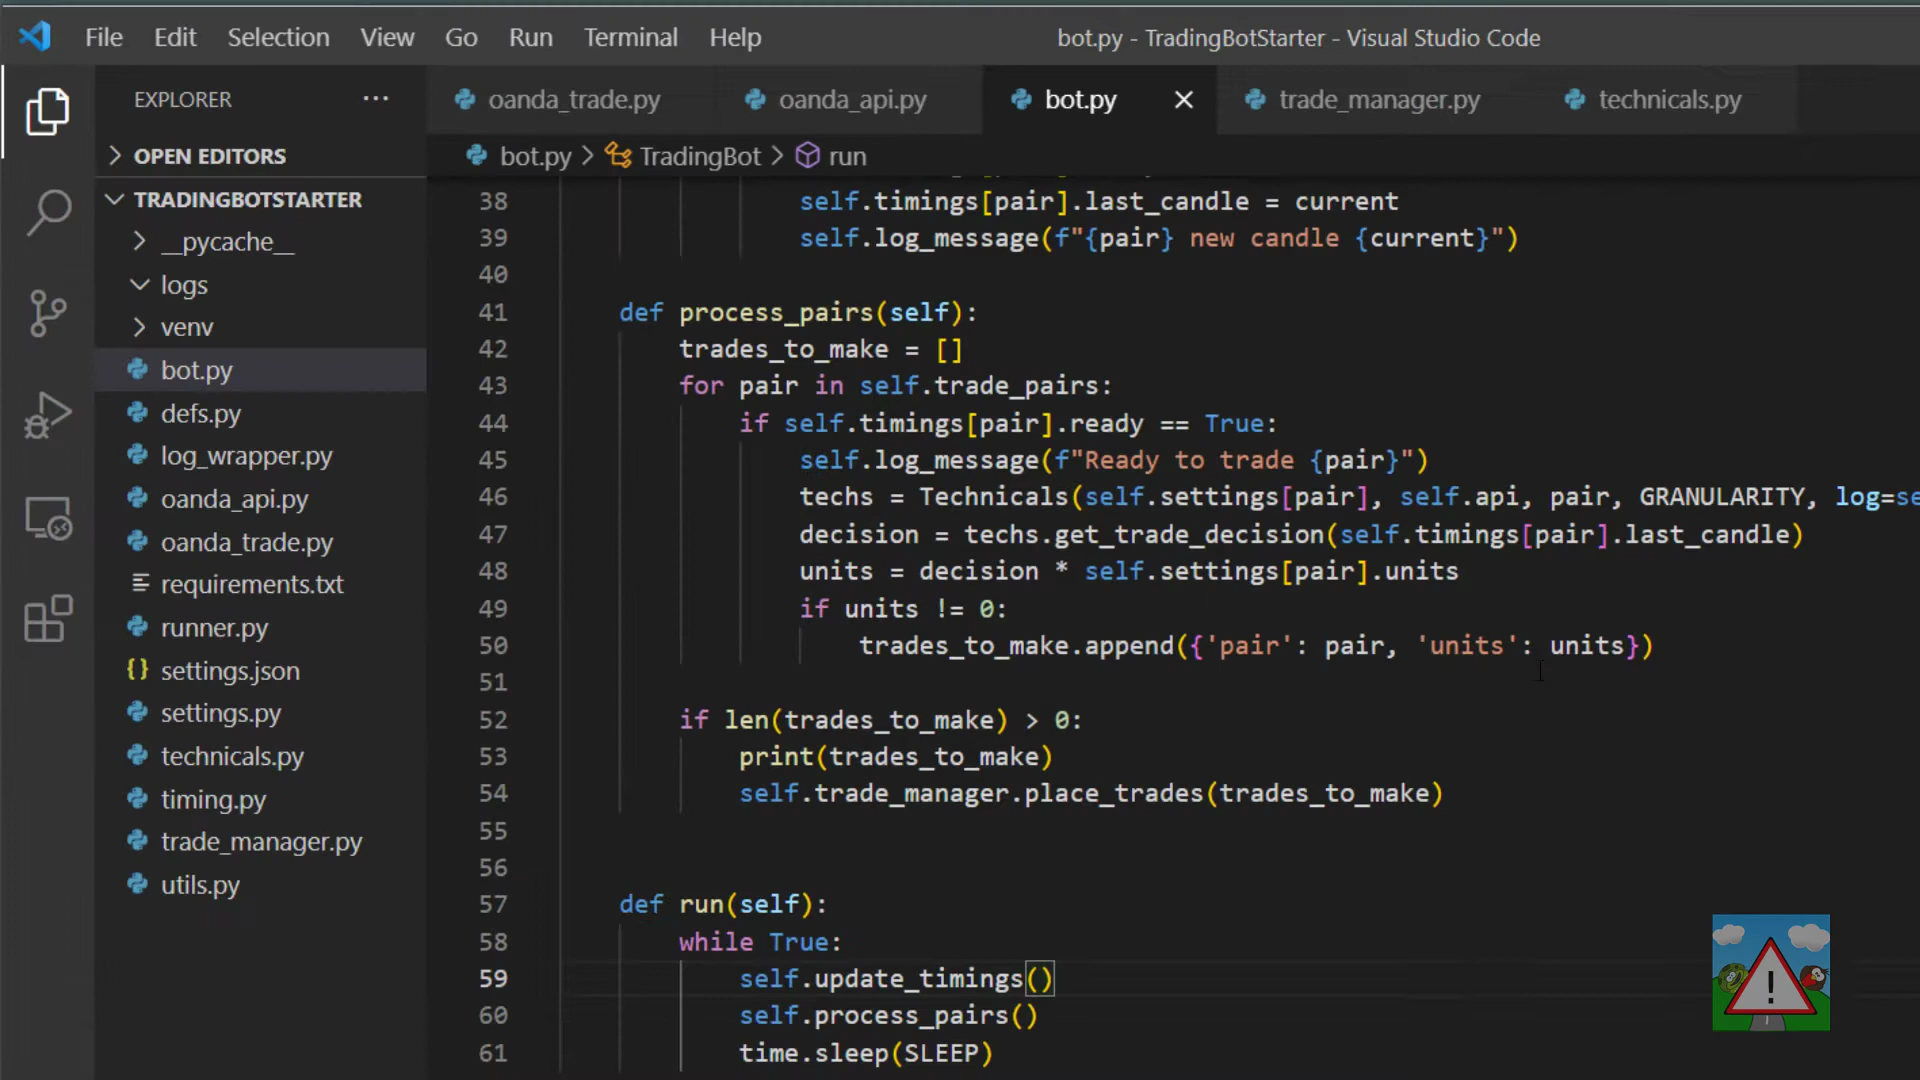 File Edit Selection View Go Run Terminal Help
bot.py - TradingBotStarter - Visual Studio Code
EXPLORER ···
OPEN EDITORS
TRADINGBOTSTARTER
__pycache__
logs
venv
bot.py
defs.py
log_wrapper.py
oanda_api.py
oanda_trade.py
requirements.txt
runner.py
settings.json
settings.py
technicals.py
timing.py
trade_manager.py
utils.py
oanda_trade.py oanda_api.py bot.py trade_manager.py technicals.py
bot.py > TradingBot > run
38 self.timings[pair].last_candle = current
39 self.log_message(f"{pair} new candle {current}")
40
41 def process_pairs(self):
42 trades_to_make = []
43 for pair in self.trade_pairs:
44 if self.timings[pair].ready == True:
45 self.log_message(f"Ready to trade {pair}")
46 techs = Technicals(self.settings[pair], self.api, pair, GRANULARITY, log=se
47 decision = techs.get_trade_decision(self.timings[pair].last_candle)
48 units = decision * self.settings[pair].units
49 if units != 0:
50 trades_to_make.append({'pair': pair, 'units': units})
51
52 if len(trades_to_make) > 0:
53 print(trades_to_make)
54 self.trade_manager.place_trades(trades_to_make)
55
56
57 def run(self):
58 while True:
59 self.update_timings()
60 self.process_pairs()
61 time.sleep(SLEEP)
!